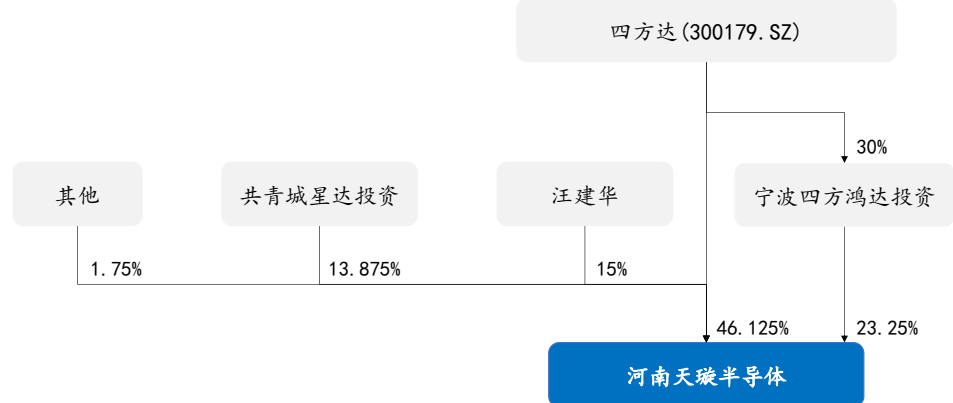 四方达(300179.SZ)
30%
其他
共青城星达投资
汪建华
宁波四方鸿达投资
1.75%
13.875%
15%
46.125%
23.25%
河南天璇半导体